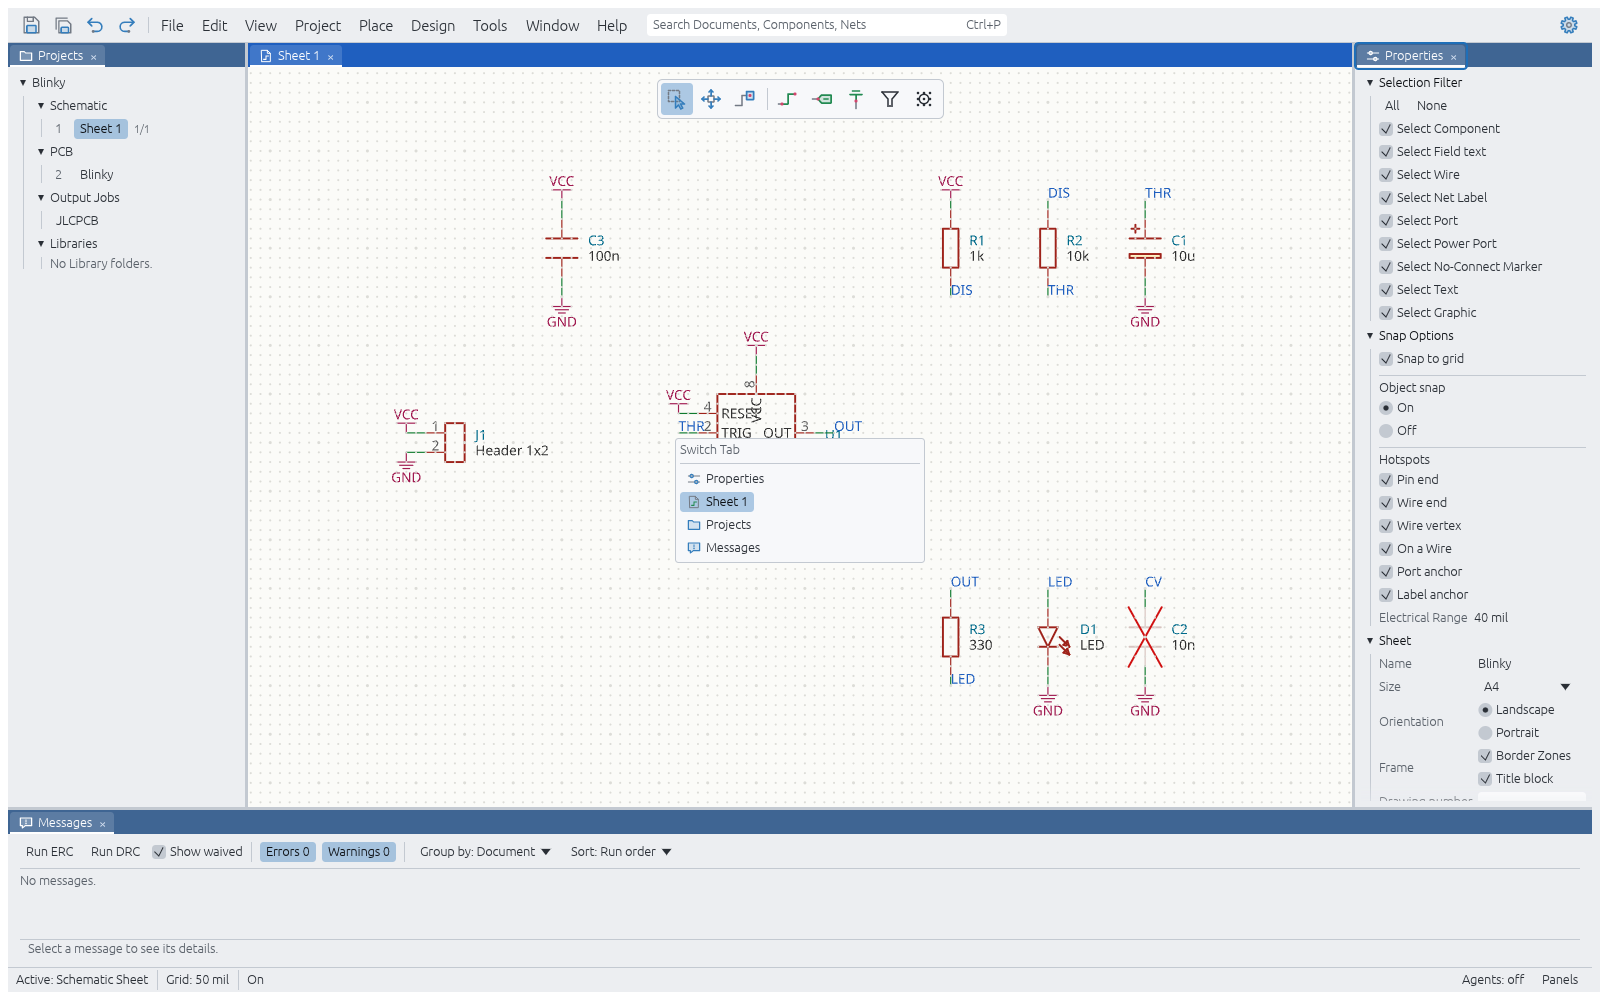 File Edit View Project Place Design Tools Window Help Search Documents, Components, Nets Ctrl+P
Projects
Sheet 1
Properties
Blinky
Schematic
1 Sheet 1 1/1
PCB
2 Blinky
Output Jobs
JLCPCB
Libraries
No Library folders.
VCC
C3
100n
GND
VCC
R1
1k
DIS
DIS
R2
10k
THR
THR
C1
10u
GND
VCC
8
VCC
VCC
4 RESET
THR 2 TRIG OUT 3 OUT
VCC
1
2
J1
Header 1x2
GND
Switch Tab
Properties
Sheet 1
Projects
Messages
OUT
R3
330
LED
LED
D1
LED
GND
CV
C2
10n
GND
Selection Filter
All None
Select Component
Select Field text
Select Wire
Select Net Label
Select Port
Select Power Port
Select No-Connect Marker
Select Text
Select Graphic
Snap Options
Snap to grid
Object snap
On
Off
Hotspots
Pin end
Wire end
Wire vertex
On a Wire
Port anchor
Label anchor
Electrical Range 40 mil
Sheet
Name Blinky
Size A4
Orientation Landscape
Portrait
Frame Border Zones
Title block
Drawing number
Messages
Run ERC Run DRC Show waived Errors 0 Warnings 0 Group by: Document Sort: Run order
No messages.
Select a message to see its details.
Active: Schematic Sheet Grid: 50 mil On Agents: off Panels